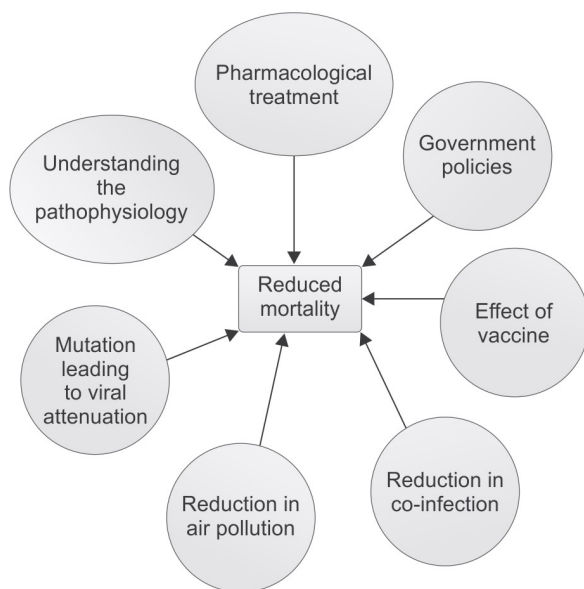 Pharmacological
treatment
Government
policies
Understanding
the
pathophysiology
Reduced
mortality
Effect of
vaccine
Mutation
leading
to viral
attenuation
Reduction in
co-infection
Reduction in
air pollution